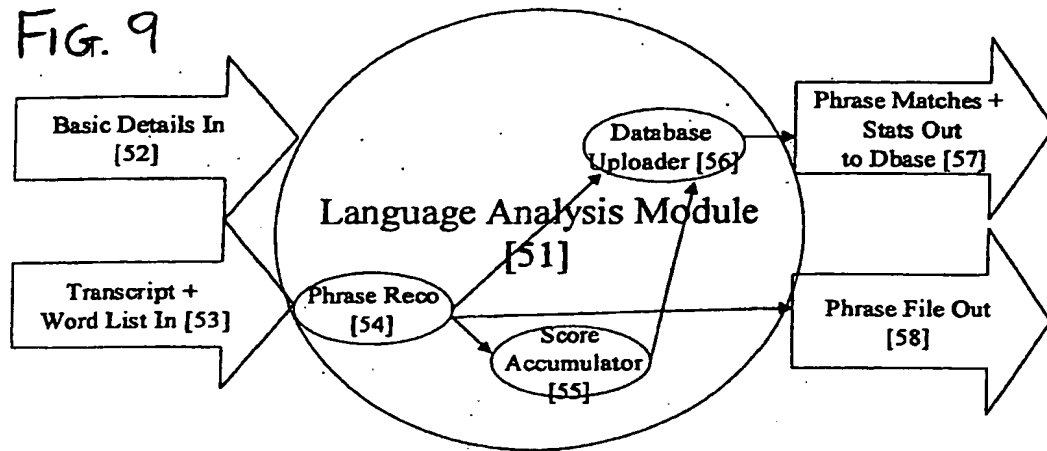 FIG. 9
Basic Details In
[52]
Transcript +
Word List In [53]
Language Analysis Module
[51]
Phrase Reco
[54]
Score
Accumulator
[55]
Database
Uploader [56]
Phrase Matches +
Stats Out
to Dbase [57]
Phrase File Out
[58]